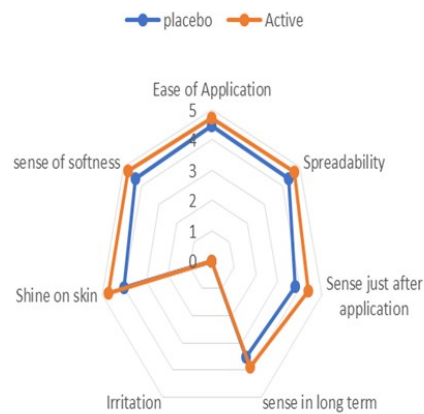 placebo Active
Ease of Application
5
sense of softness
4
Spreadability
3
2
1
0
Shine on skin
Sense just after
application
Irritation
sense in long term